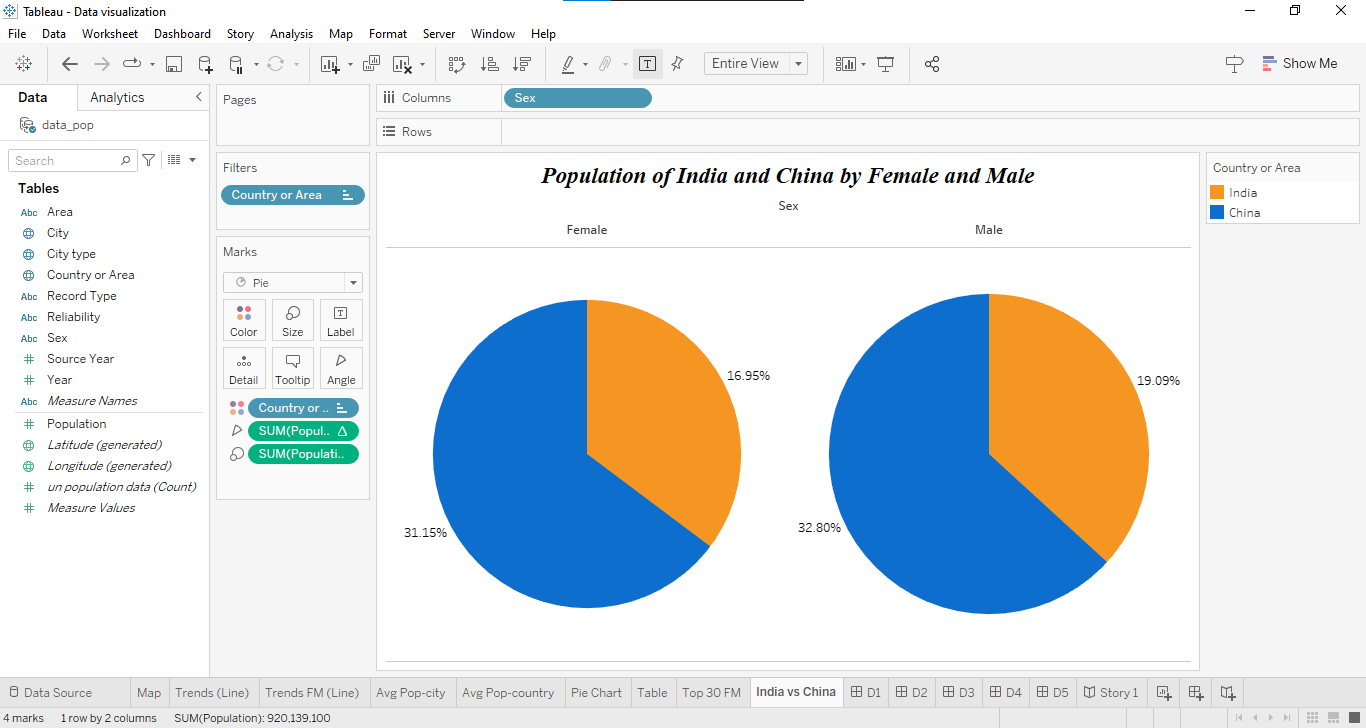 Tableau - Data visualization
File Data Worksheet Dashboard Story Analysis Map Format Server Window Help
Entire View
Show Me
Data Analytics
data_pop
Search
Tables
Abc Area
City
City type
Country or Area
Abc Record Type
Abc Reliability
Abc Sex
Source Year
Year
Abc Measure Names
Population
Latitude (generated)
Longitude (generated)
un population data (Count)
Measure Values
Pages
Filters
Country or Area
Marks
Pie
Color Size Label
Detail Tooltip Angle
Country or ..
SUM(Popul..
SUM(Populati..
Columns Sex
Rows
Population of India and China by Female and Male
Sex
Female Male
16.95%
19.09%
31.15%
32.80%
Country or Area
India
China
Data Source Map Trends (Line) Trends FM (Line) Avg Pop-city Avg Pop-country Pie Chart Table Top 30 FM India vs China D1 D2 D3 D4 D5 Story 1
4 marks 1 row by 2 columns SUM(Population): 920,139,100